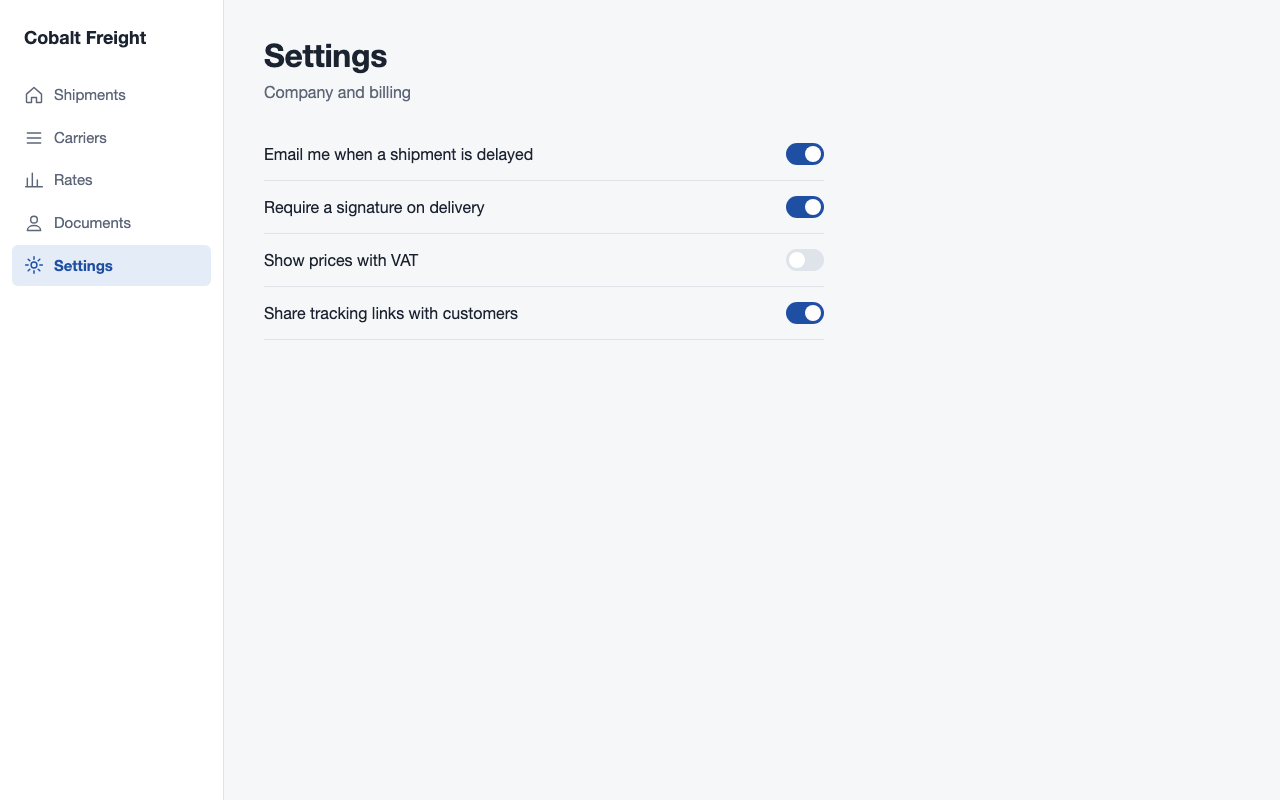 Cobalt Freight
Shipments
Carriers
Rates
Documents
Settings
Settings
Company and billing
Email me when a shipment is delayed
Require a signature on delivery
Show prices with VAT
Share tracking links with customers